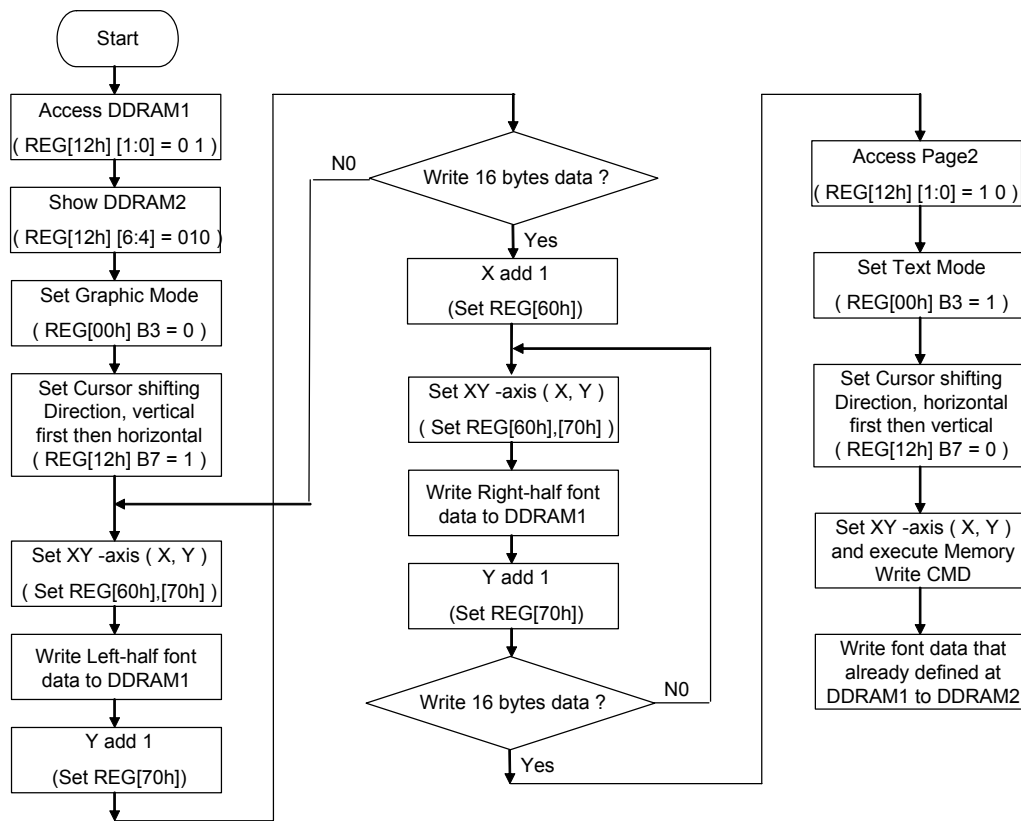 Start
Access DDRAM1
( REG[12h] [1:0] = 0 1 )
Show DDRAM2
( REG[12h] [6:4] = 010 )
Set Graphic Mode
( REG[00h] B3 = 0 )
Set Cursor shifting
Direction, vertical
first then horizontal
( REG[12h] B7 = 1 )
Set XY -axis ( X, Y )
( Set REG[60h],[70h] )
Write Left-half font
data to DDRAM1
Y add 1
(Set REG[70h])
Write 16 bytes data ?
N0
Yes
X add 1
(Set REG[60h])
Set XY -axis ( X, Y )
( Set REG[60h],[70h] )
Write Right-half font
data to DDRAM1
Y add 1
(Set REG[70h])
Write 16 bytes data ?
N0
Yes
Access Page2
( REG[12h] [1:0] = 1 0 )
Set Text Mode
( REG[00h] B3 = 1 )
Set Cursor shifting
Direction, horizontal
first then vertical
( REG[12h] B7 = 0 )
Set XY -axis ( X, Y )
and execute Memory
Write CMD
Write font data that
already defined at
DDRAM1 to DDRAM2